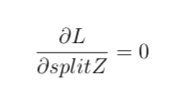 ∂L / ∂splitZ = 0